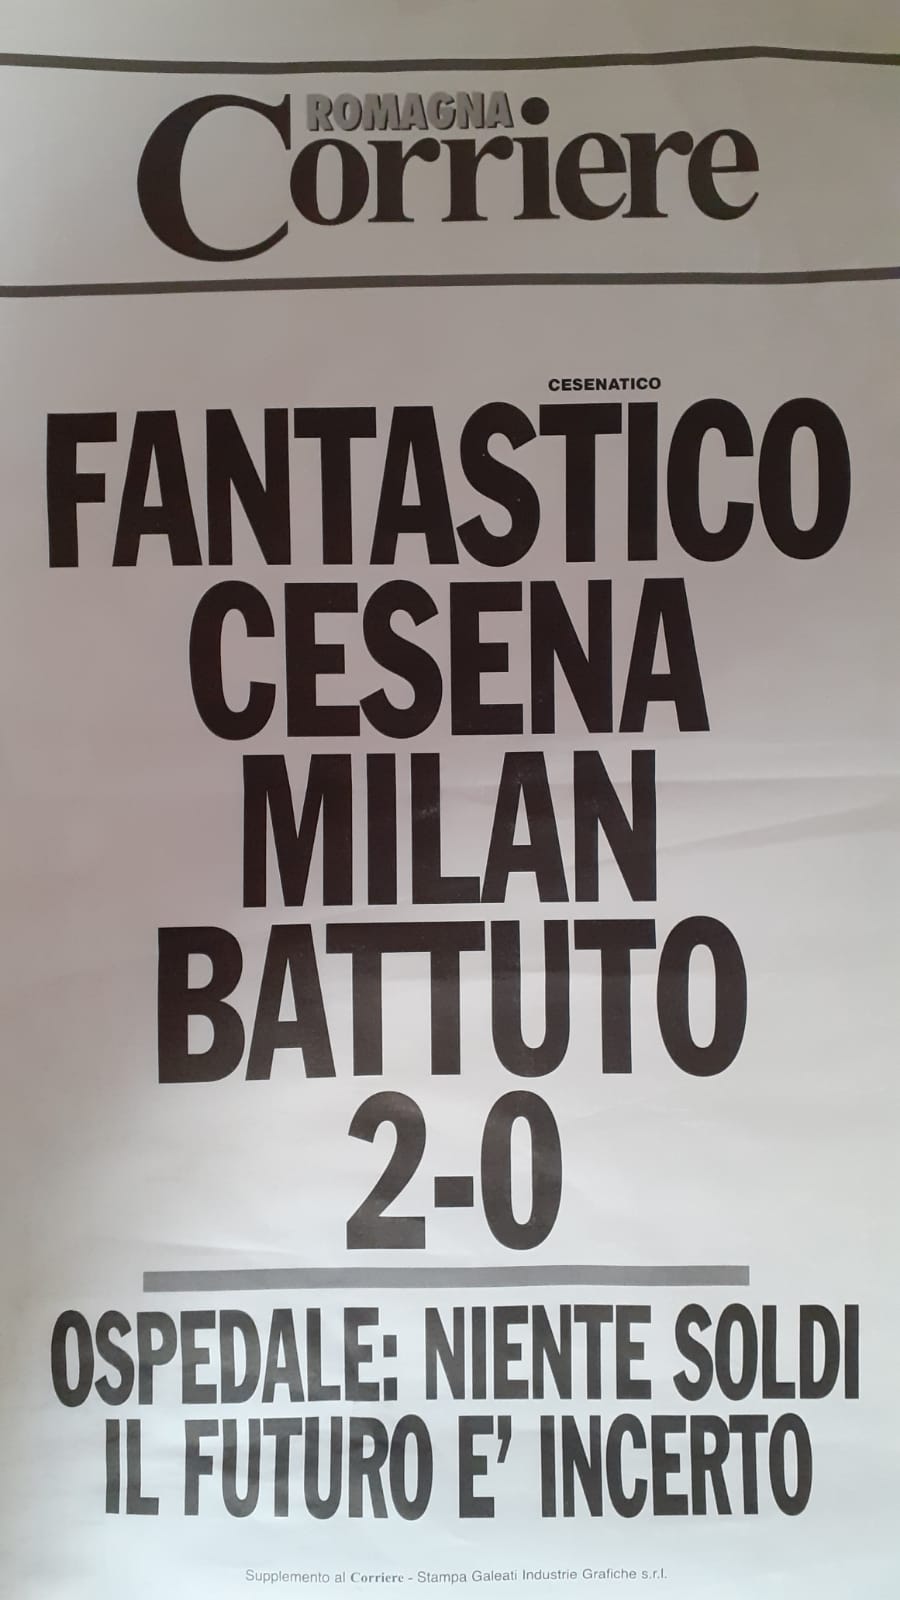 ROMAGNA
Corriere
CESENATICO
FANTASTICO
CESENA
MILAN
BATTUTO
2-0
OSPEDALE: NIENTE SOLDI
IL FUTURO E' INCERTO
Supplemento al Corriere - Stampa Galeati Industrie Grafiche s.r.l.